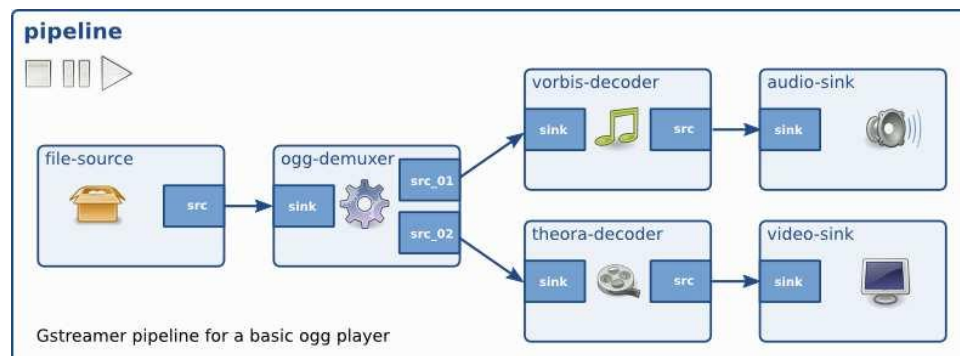 pipeline
file-source
src
ogg-demuxer
sink
src_01
src_02
vorbis-decoder
sink
src
audio-sink
sink
theora-decoder
sink
src
video-sink
sink
Gstreamer pipeline for a basic ogg player